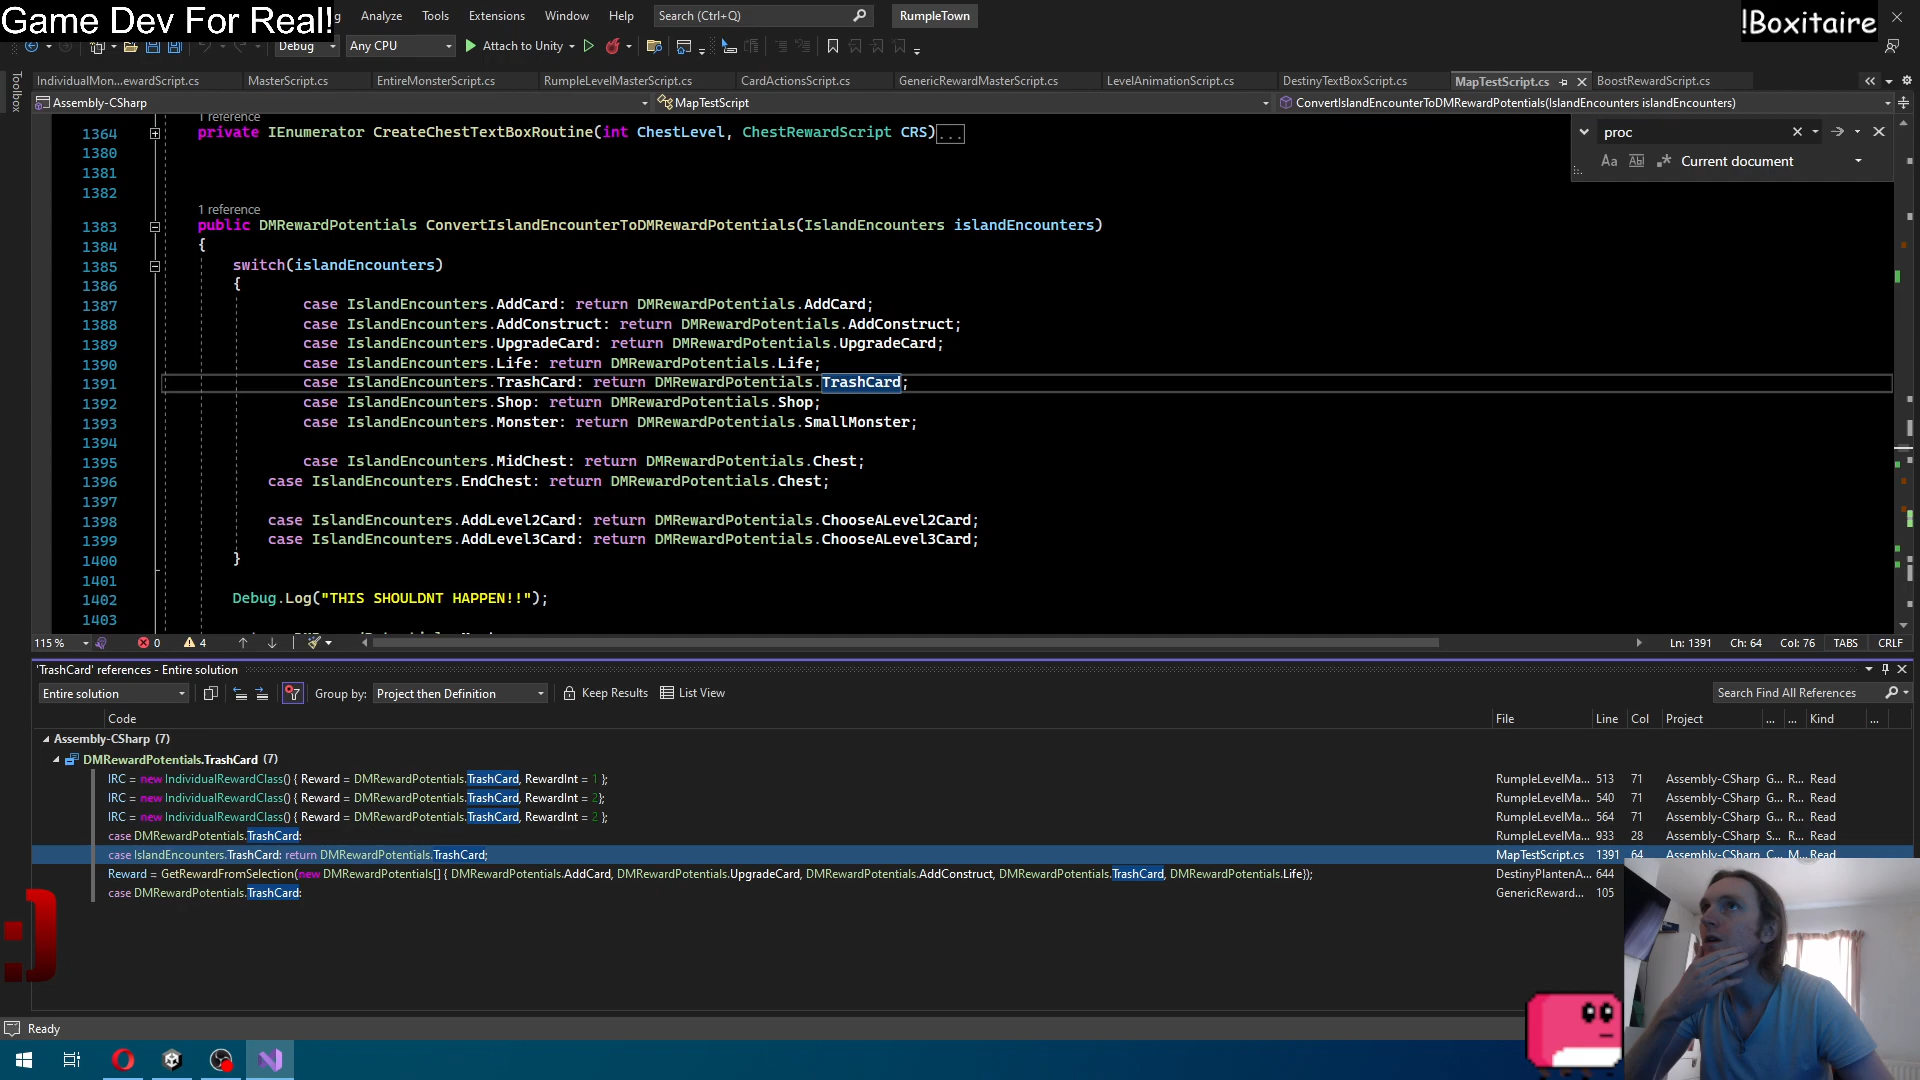 Game Dev For Real!
Analyze Tools Extensions Window Help Search (Ctrl+Q) RumpleTown
!Boxitaire
Debug Any CPU Attach to Unity
Toolbox
IndividualMon...ewardScript.cs MasterScript.cs EntireMonsterScript.cs RumpleLevelMasterScript.cs CardActionsScript.cs GenericRewardMasterScript.cs LevelAnimationScript.cs DestinyTextBoxScript.cs MapTestScript.cs BoostRewardScript.cs
Assembly-CSharp MapTestScript ConvertIslandEncounterToDMRewardPotentials(IslandEncounters islandEncounters)
1 reference
1364 private IEnumerator CreateChestTextBoxRoutine(int ChestLevel, ChestRewardScript CRS)...
proc
Aa Ab Current document
1380
1381
1382
1 reference
1383 public DMRewardPotentials ConvertIslandEncounterToDMRewardPotentials(IslandEncounters islandEncounters)
1384 {
1385 switch(islandEncounters)
1386 {
1387 case IslandEncounters.AddCard: return DMRewardPotentials.AddCard;
1388 case IslandEncounters.AddConstruct: return DMRewardPotentials.AddConstruct;
1389 case IslandEncounters.UpgradeCard: return DMRewardPotentials.UpgradeCard;
1390 case IslandEncounters.Life: return DMRewardPotentials.Life;
1391 case IslandEncounters.TrashCard: return DMRewardPotentials.TrashCard;
1392 case IslandEncounters.Shop: return DMRewardPotentials.Shop;
1393 case IslandEncounters.Monster: return DMRewardPotentials.SmallMonster;
1394
1395 case IslandEncounters.MidChest: return DMRewardPotentials.Chest;
1396 case IslandEncounters.EndChest: return DMRewardPotentials.Chest;
1397
1398 case IslandEncounters.AddLevel2Card: return DMRewardPotentials.ChooseALevel2Card;
1399 case IslandEncounters.AddLevel3Card: return DMRewardPotentials.ChooseALevel3Card;
1400 }
1401
1402 Debug.Log("THIS SHOULDNT HAPPEN!!");
1403
115 % 0 4 Ln: 1391 Ch: 64 Col: 76 TABS CRLF
'TrashCard' references - Entire solution
Entire solution Group by: Project then Definition Keep Results List View Search Find All References
Code File Line Col Project ... ... Kind ...
Assembly-CSharp (7)
DMRewardPotentials.TrashCard (7)
IRC = new IndividualRewardClass() { Reward = DMRewardPotentials.TrashCard, RewardInt = 1 }; RumpleLevelMa... 513 71 Assembly-CSharp G... R... Read
IRC = new IndividualRewardClass() { Reward = DMRewardPotentials.TrashCard, RewardInt = 2}; RumpleLevelMa... 540 71 Assembly-CSharp G... R... Read
IRC = new IndividualRewardClass() { Reward = DMRewardPotentials.TrashCard, RewardInt = 2 }; RumpleLevelMa... 564 71 Assembly-CSharp G... R... Read
case DMRewardPotentials.TrashCard: RumpleLevelMa... 933 28 Assembly-CSharp S... R... Read
case IslandEncounters.TrashCard: return DMRewardPotentials.TrashCard; MapTestScript.cs 1391 64 Assembly-CSharp C... M... Read
Reward = GetRewardFromSelection(new DMRewardPotentials[] { DMRewardPotentials.AddCard, DMRewardPotentials.UpgradeCard, DMRewardPotentials.AddConstruct, DMRewardPotentials.TrashCard, DMRewardPotentials.Life}); DestinyPlantenA... 644
case DMRewardPotentials.TrashCard: GenericReward... 105
:)
Ready